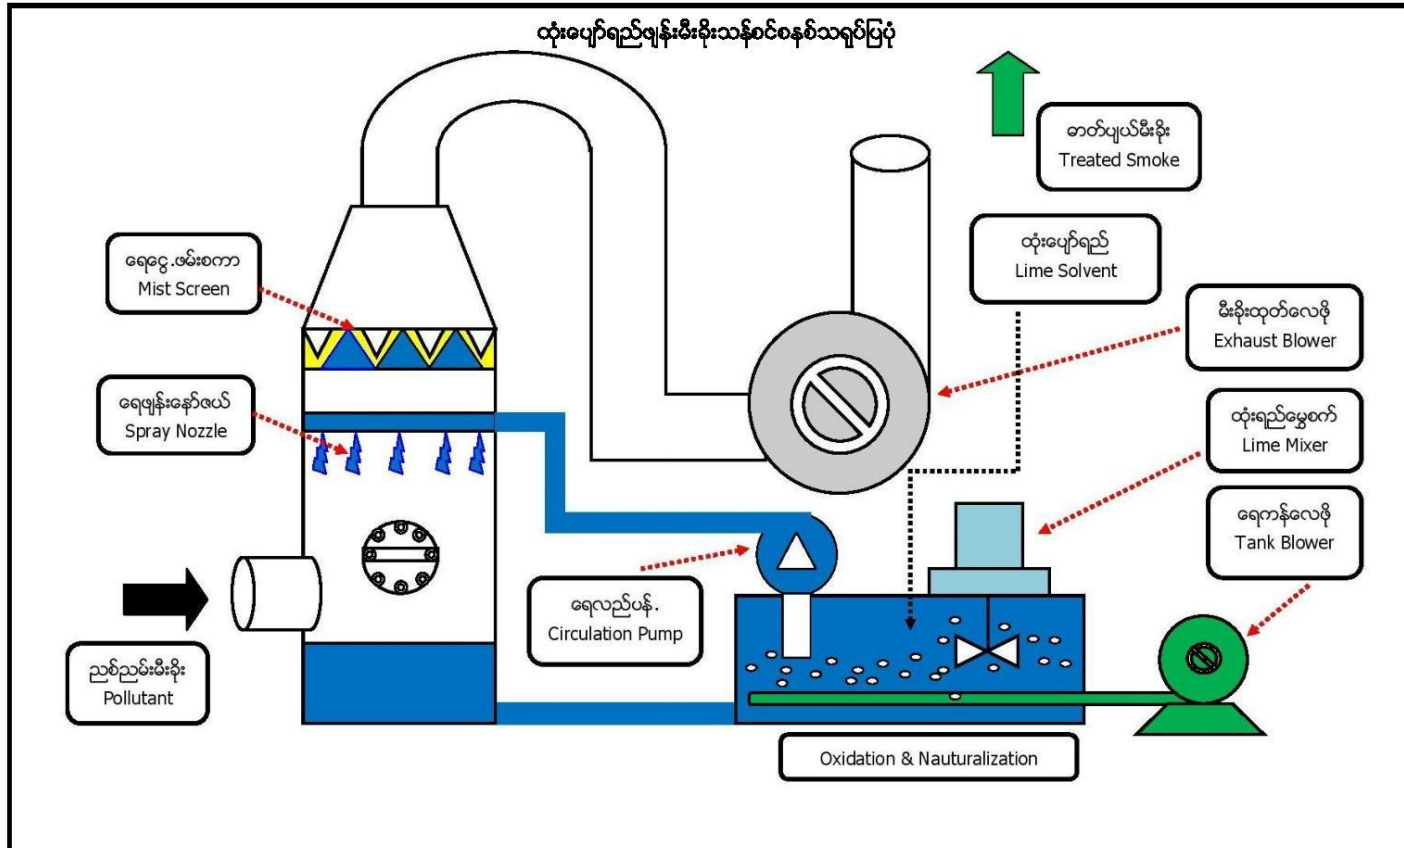 ထုံးပျော်ရည်ဖျန်းမီးခိုးသန့်စင်စနစ်သရုပ်ပြပုံ
ဓာတ်ပျယ်မီးခိုး
Treated Smoke
ထုံးပျော်ရည်
Lime Solvent
ရေငွေ့ဖမ်းစကာ
Mist Screen
မီးခိုးထုတ်လေဖို
Exhaust Blower
ရေဖျန်းနော်ဇယ်
Spray Nozzle
ထုံးရည်မွှေစက်
Lime Mixer
ရေကန်လေဖို
Tank Blower
ရေလည်ပန့်
Circulation Pump
ညစ်ညမ်းမီးခိုး
Pollutant
Oxidation & Nauturalization